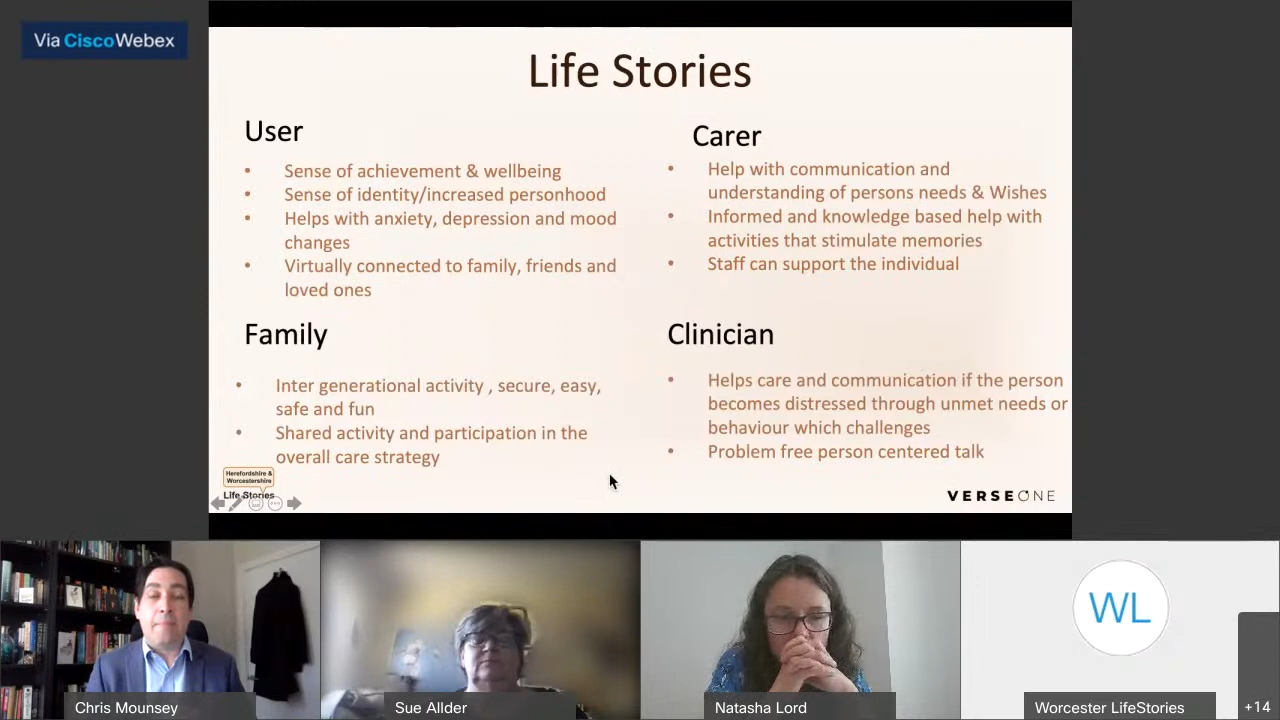 Via Cisco Webex
Life Stories
User
• Sense of achievement & wellbeing
• Sense of identity/increased personhood
• Helps with anxiety, depression and mood
changes
• Virtually connected to family, friends and
loved ones
Carer
• Help with communication and
understanding of persons needs & Wishes
• Informed and knowledge based help with
activities that stimulate memories
• Staff can support the individual
Family
• Inter generational activity , secure, easy,
safe and fun
• Shared activity and participation in the
overall care strategy
Clinician
• Helps care and communication if the person
becomes distressed through unmet needs or
behaviour which challenges
• Problem free person centered talk
Herefordshire &
Worcestershire
Life Stories
VERSEONE
Chris Mounsey
Sue Allder
Natasha Lord
WL
Worcester LifeStories
+14